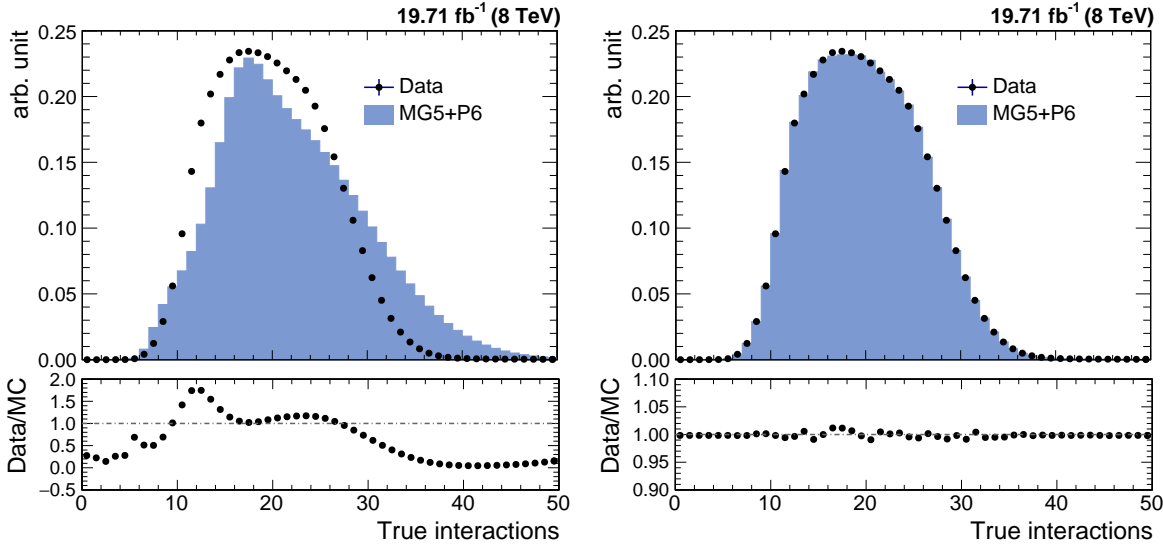 19.71 fb⁻¹ (8 TeV)
arb. unit
0.25
0.20
0.15
0.10
0.05
0.00
Data
MG5+P6
Data/MC
2.0
1.5
1.0
0.5
0.0
−0.5
0 10 20 30 40 50
True interactions
19.71 fb⁻¹ (8 TeV)
arb. unit
0.25
0.20
0.15
0.10
0.05
0.00
Data
MG5+P6
Data/MC
1.10
1.05
1.00
0.95
0.90
0 10 20 30 40 50
True interactions